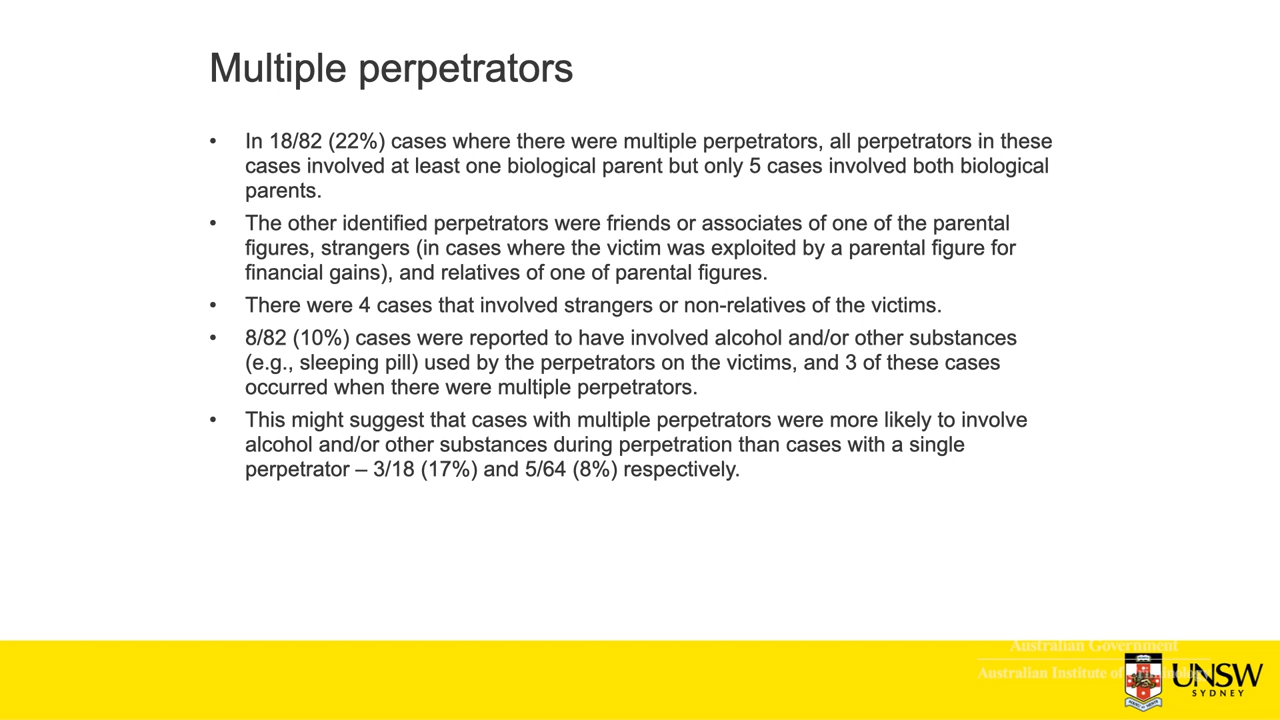 Multiple perpetrators
• In 18/82 (22%) cases where there were multiple perpetrators, all perpetrators in these
cases involved at least one biological parent but only 5 cases involved both biological
parents.
• The other identified perpetrators were friends or associates of one of the parental
figures, strangers (in cases where the victim was exploited by a parental figure for
financial gains), and relatives of one of parental figures.
• There were 4 cases that involved strangers or non-relatives of the victims.
• 8/82 (10%) cases were reported to have involved alcohol and/or other substances
(e.g., sleeping pill) used by the perpetrators on the victims, and 3 of these cases
occurred when there were multiple perpetrators.
• This might suggest that cases with multiple perpetrators were more likely to involve
alcohol and/or other substances during perpetration than cases with a single
perpetrator – 3/18 (17%) and 5/64 (8%) respectively.
Australian Government
Australian Institute of
UNSW
SYDNEY